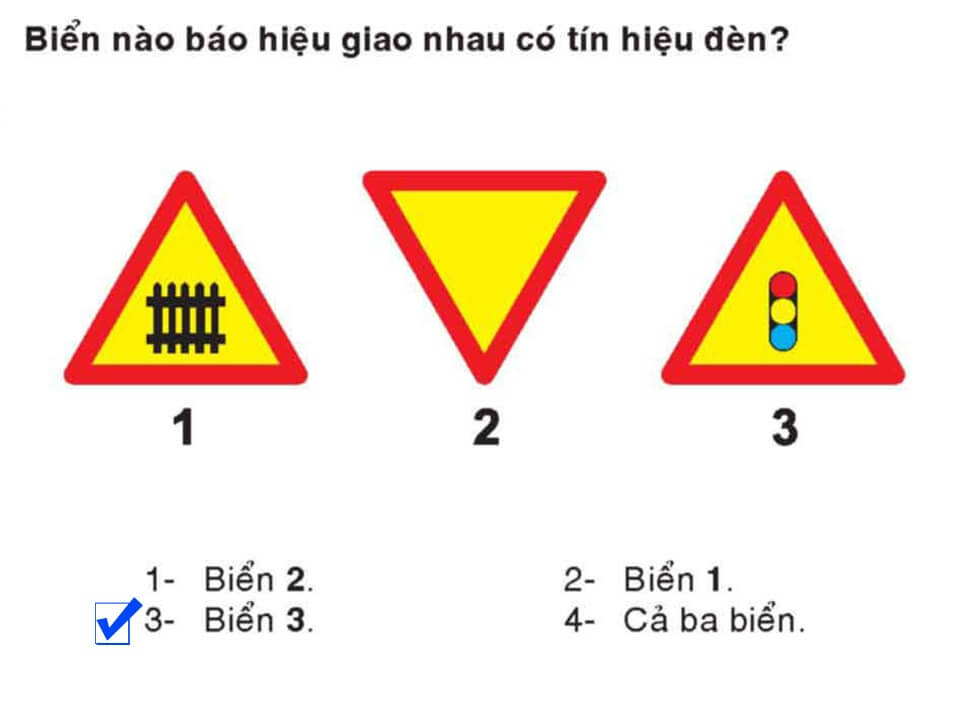 Biển nào báo hiệu giao nhau có tín hiệu đèn?
1 2 3
1- Biển 2. 2- Biển 1.
3- Biển 3. 4- Cả ba biển.